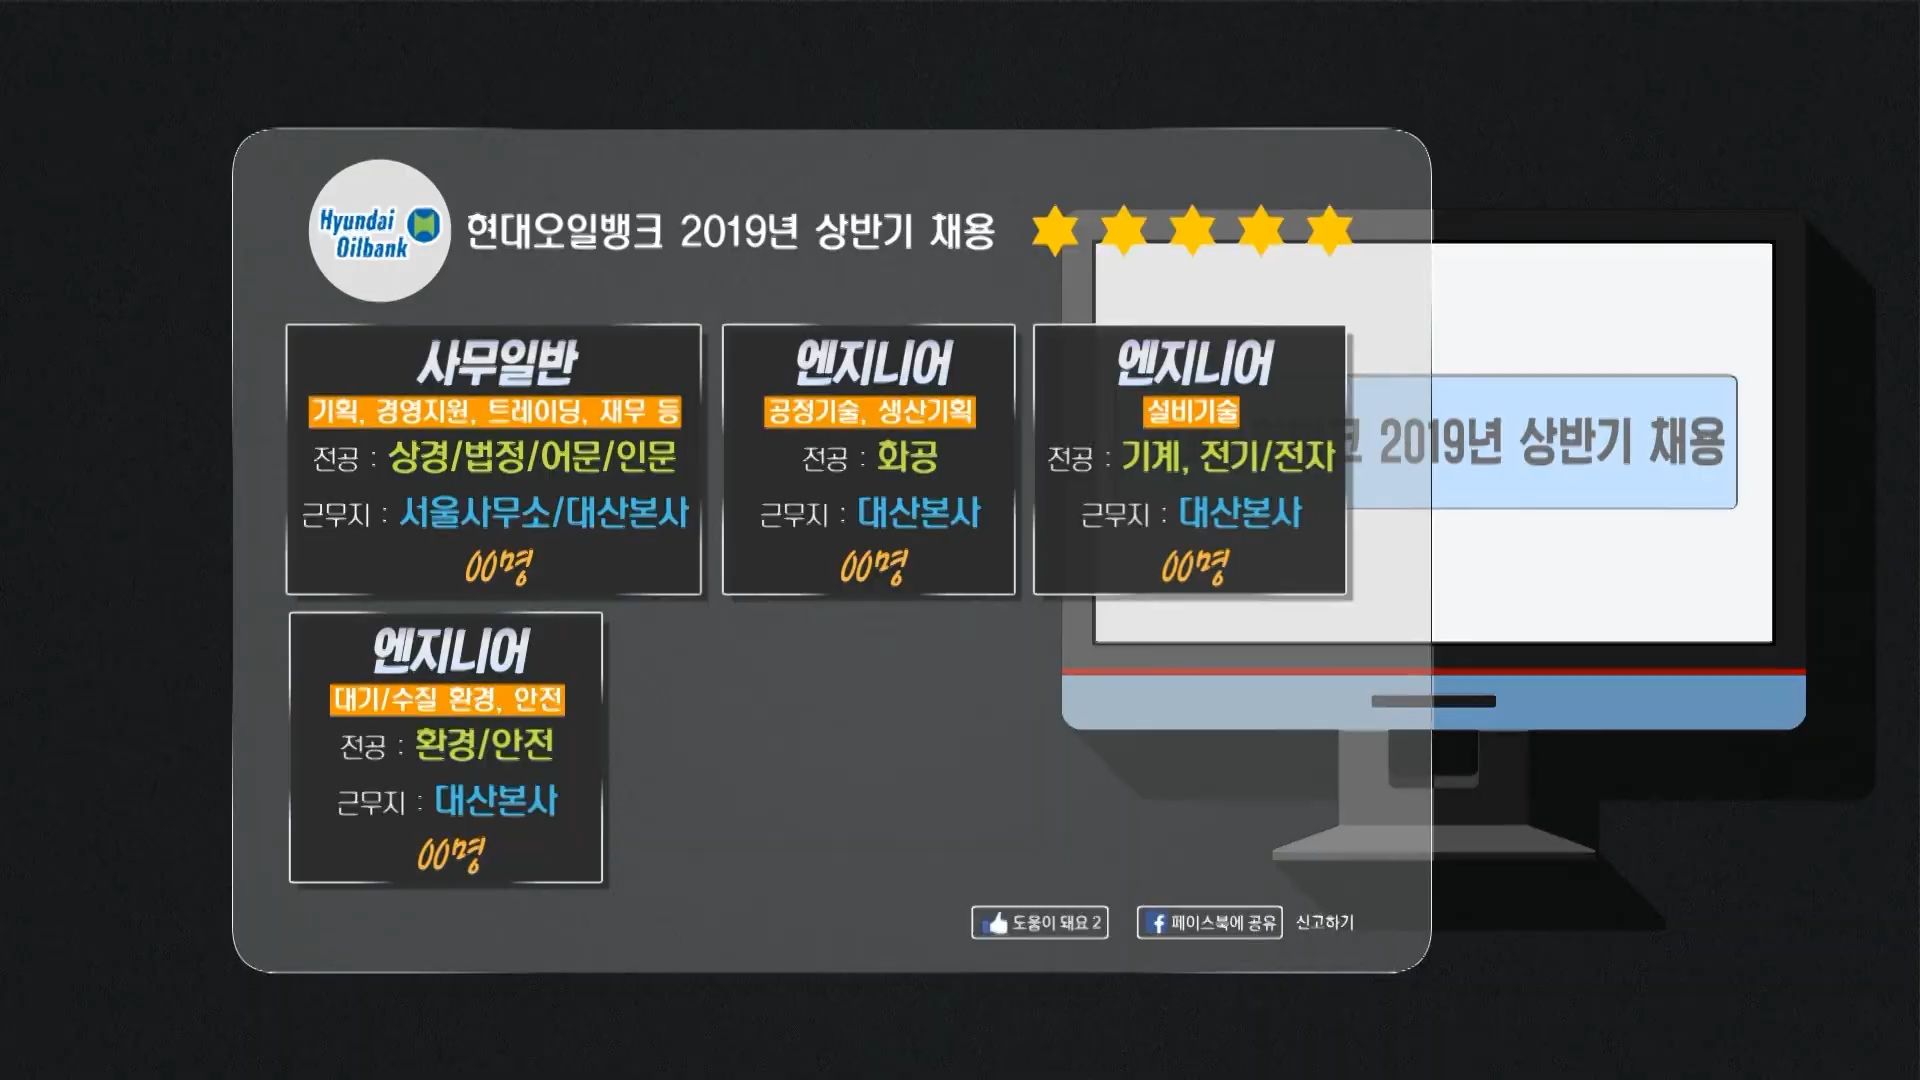 Hyundai
Oilbank
현대오일뱅크 2019년 상반기 채용
사무일반
기획, 경영지원, 트레이딩, 재무 등
전공 : 상경/법정/어문/인문
근무지 : 서울사무소/대산본사
00명
엔지니어
공정기술, 생산기획
전공 : 화공
근무지 : 대산본사
00명
엔지니어
설비기술
전공 : 기계, 전기/전자
근무지 : 대산본사
00명
2019년 상반기 채용
엔지니어
대기/수질 환경, 안전
전공 : 환경/안전
근무지 : 대산본사
00명
도움이 돼요 2
페이스북에 공유
신고하기